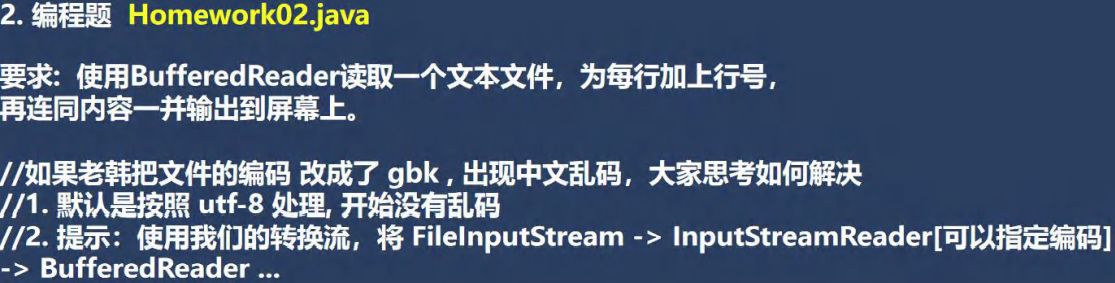 2. 编程题 Homework02.java
要求: 使用BufferedReader读取一个文本文件，为每行加上行号，
再连同内容一并输出到屏幕上。
//如果老韩把文件的编码 改成了 gbk , 出现中文乱码，大家思考如何解决
//1. 默认是按照 utf-8 处理, 开始没有乱码
//2. 提示：使用我们的转换流，将 FileInputStream -> InputStreamReader[可以指定编码]
-> BufferedReader ...